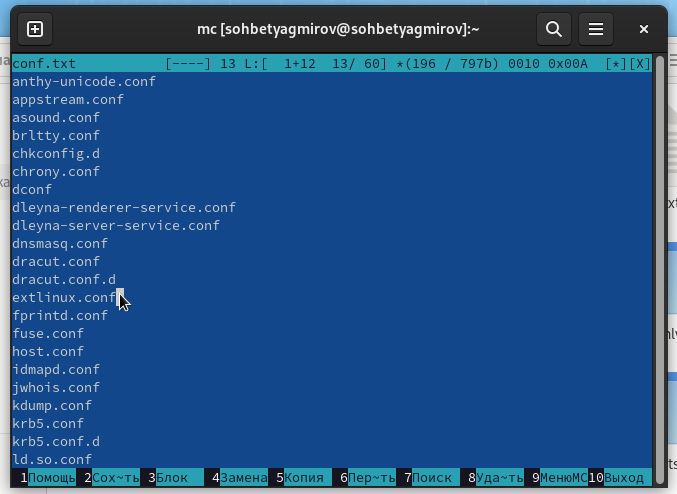 mc [sohbetyagmirov@sohbetyagmirov]:~
conf.txt [----] 13 L:[ 1+12 13/ 60] *(196 / 797b) 0010 0x00A [*][X]
anthy-unicode.conf
appstream.conf
asound.conf
brltty.conf
chkconfig.d
chrony.conf
dconf
dleyna-renderer-service.conf
dleyna-server-service.conf
dnsmasq.conf
dracut.conf
dracut.conf.d
extlinux.conf
fprintd.conf
fuse.conf
host.conf
idmapd.conf
jwhois.conf
kdump.conf
krb5.conf
krb5.conf.d
ld.so.conf
1Помощь 2Сох~ть 3Блок 4Замена 5Копия 6Пер~ть 7Поиск 8Уда~ть 9МенюMC 10Выход